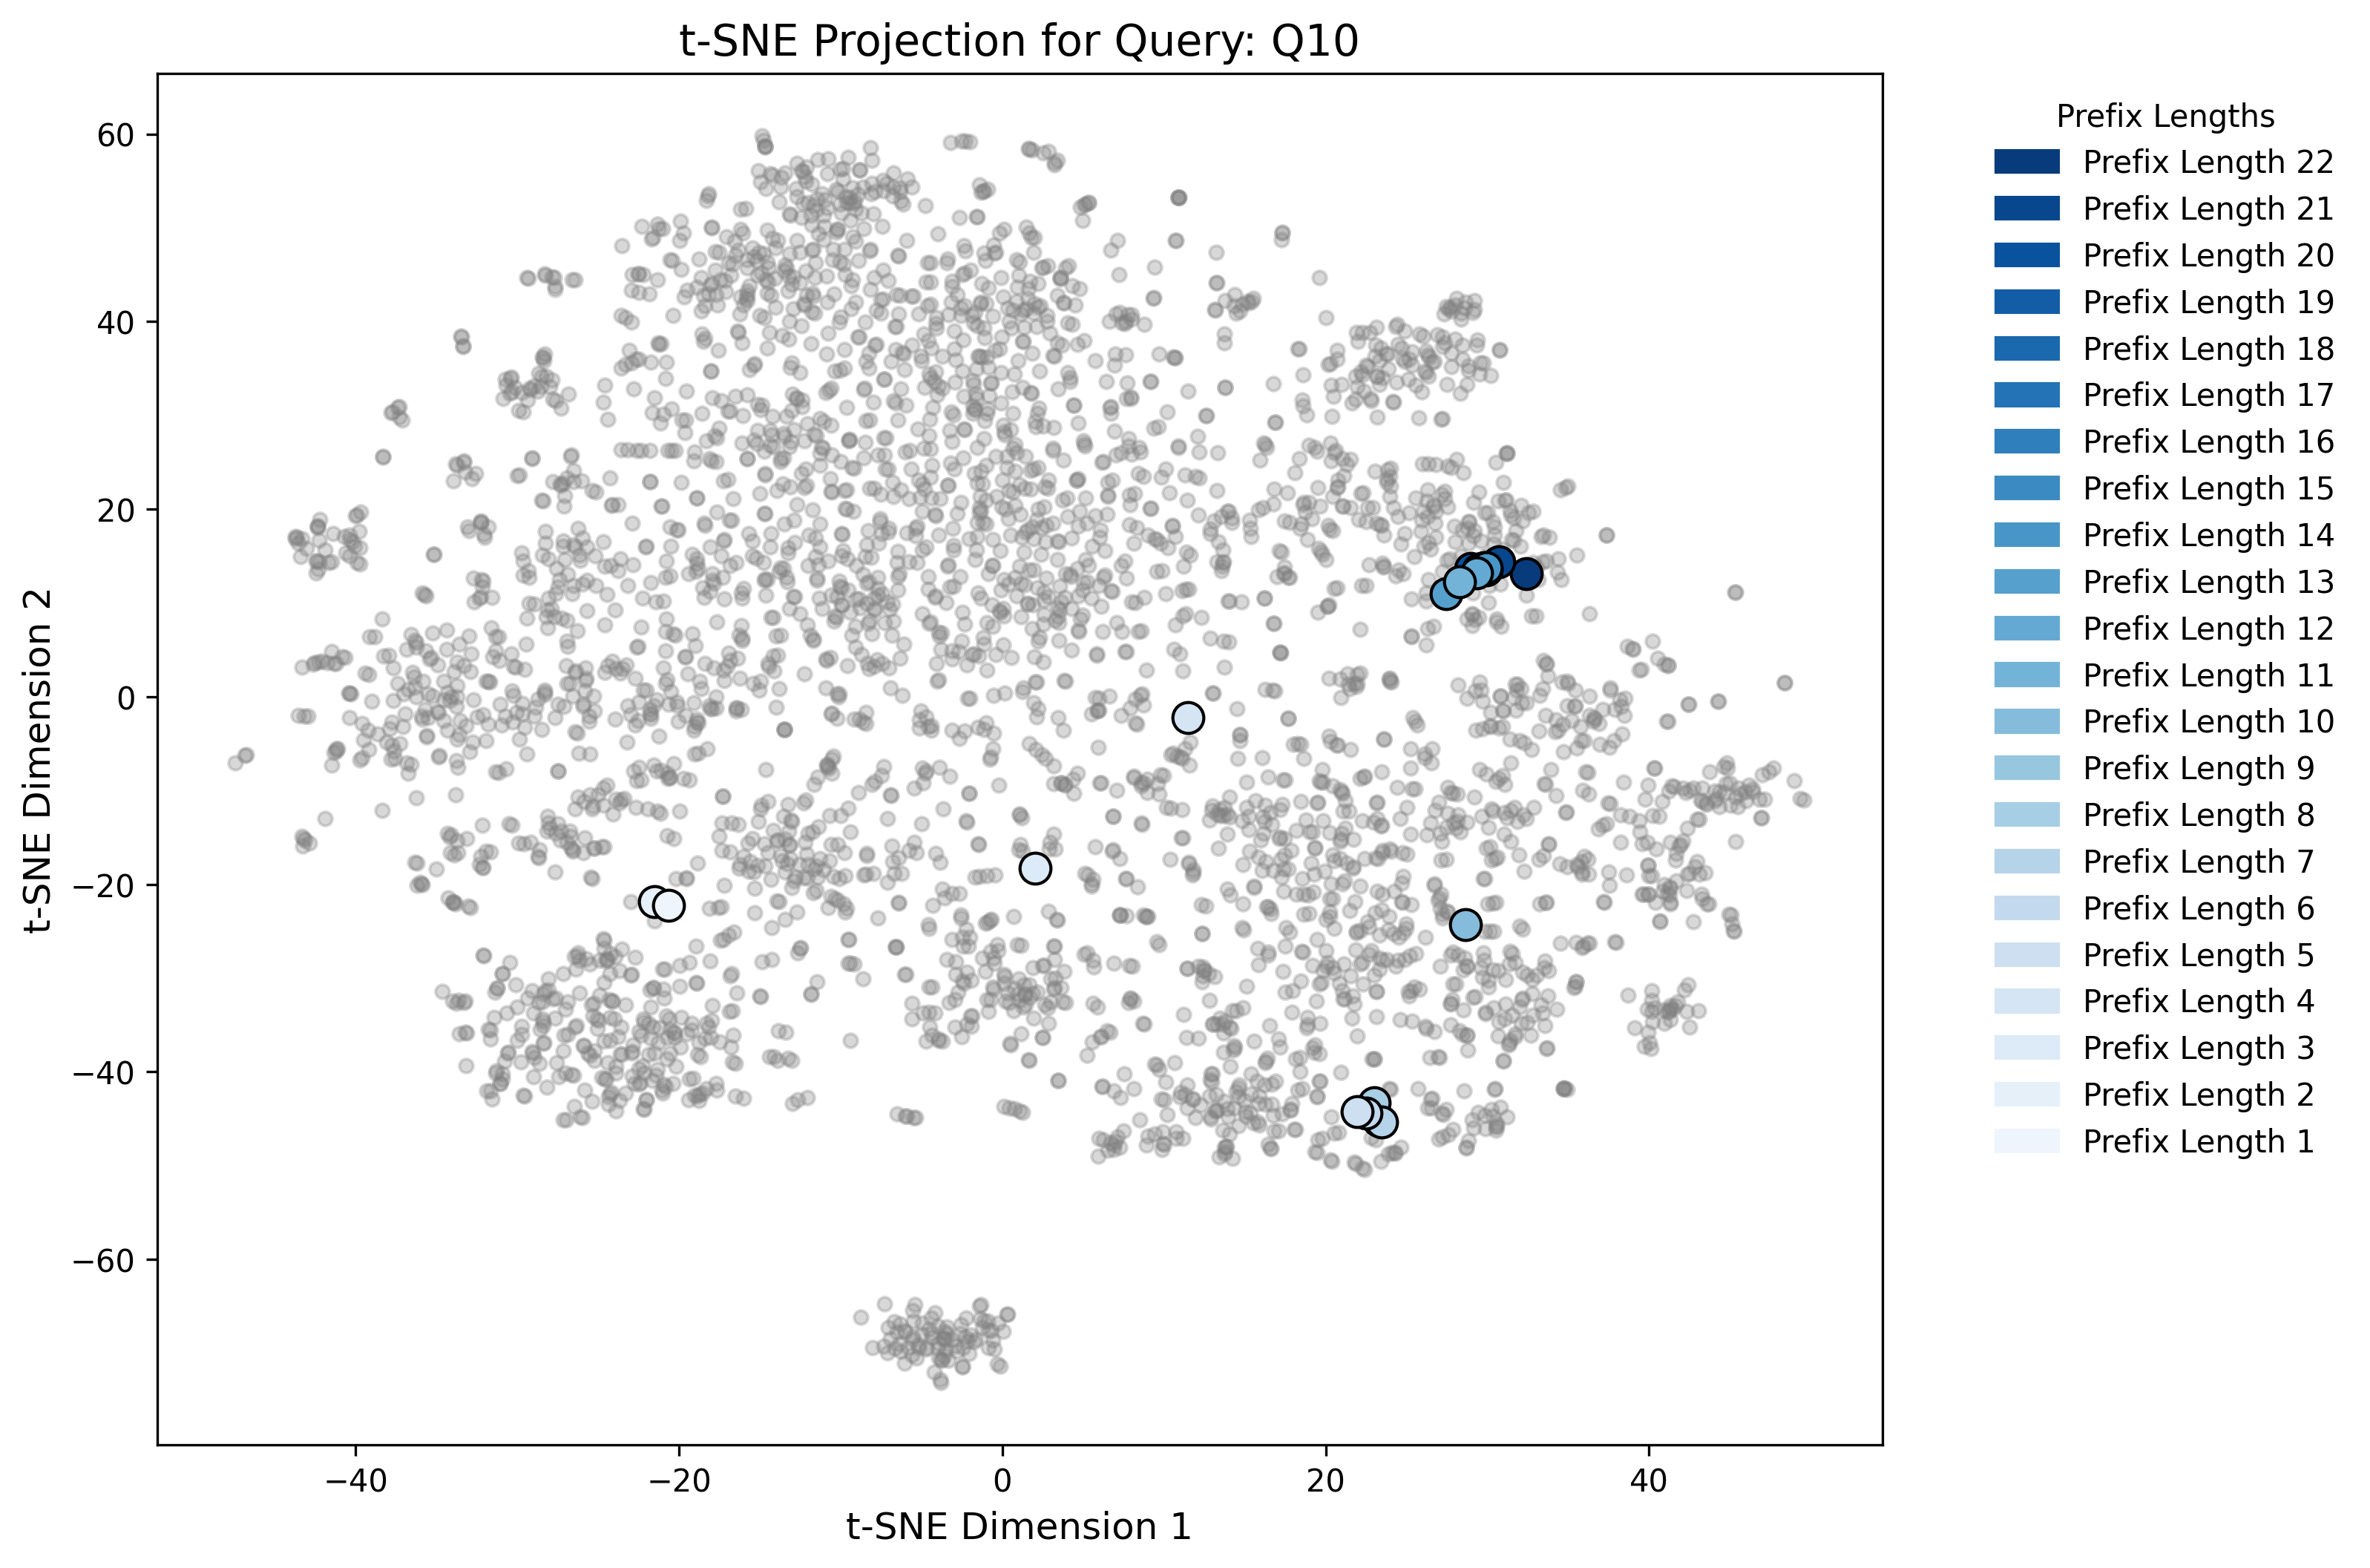 t-SNE Projection for Query: Q10
60
40
20
0
−20
−40
−60
t-SNE Dimension 2
−40
−20
0
20
40
t-SNE Dimension 1
Prefix Lengths
Prefix Length 22
Prefix Length 21
Prefix Length 20
Prefix Length 19
Prefix Length 18
Prefix Length 17
Prefix Length 16
Prefix Length 15
Prefix Length 14
Prefix Length 13
Prefix Length 12
Prefix Length 11
Prefix Length 10
Prefix Length 9
Prefix Length 8
Prefix Length 7
Prefix Length 6
Prefix Length 5
Prefix Length 4
Prefix Length 3
Prefix Length 2
Prefix Length 1